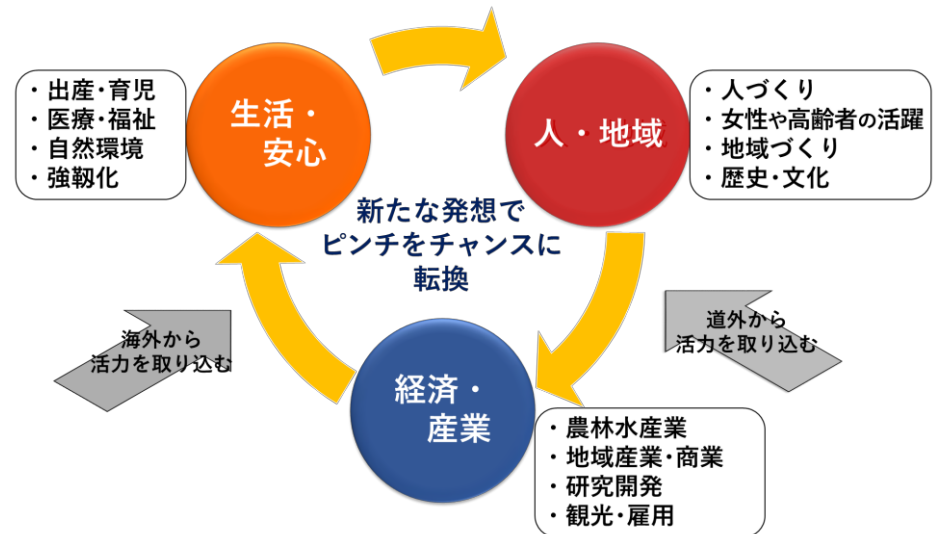 生活・
安心
・出産・育児
・医療・福祉
・自然環境
・強靱化
人・地域
・人づくり
・女性や高齢者の活躍
・地域づくり
・歴史・文化
新たな発想で
ピンチをチャンスに
転換
海外から
活力を取り込む
道外から
活力を取り込む
経済・
産業
・農林水産業
・地域産業・商業
・研究開発
・観光・雇用